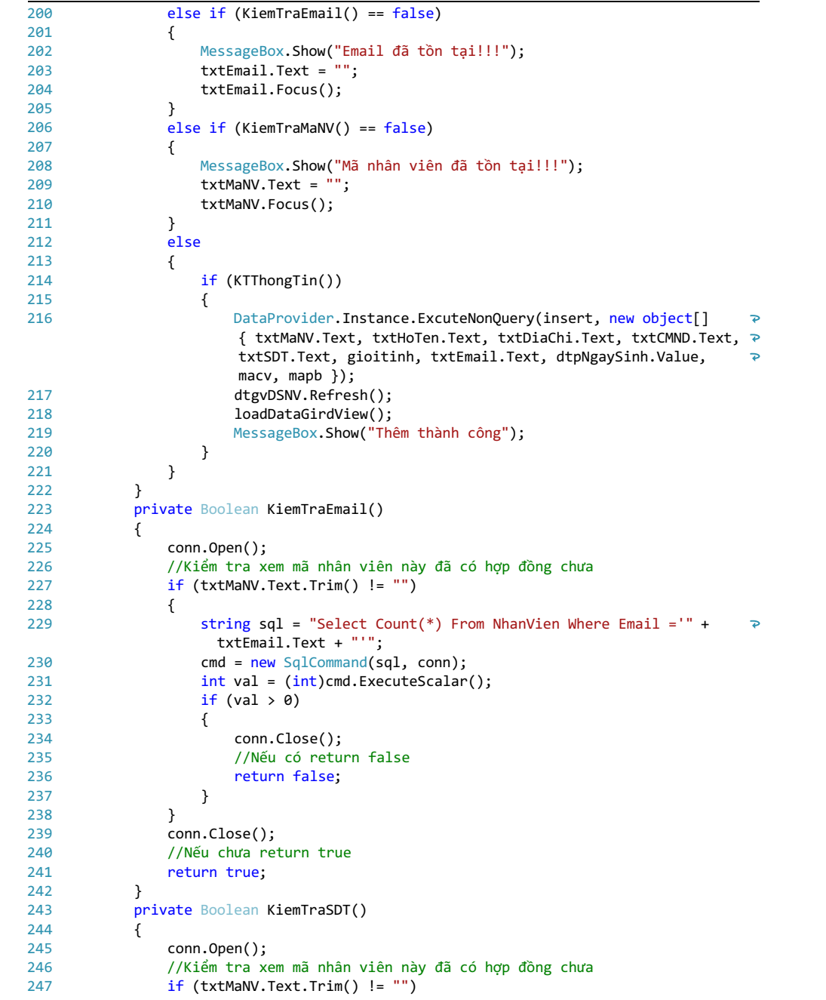 200 else if (KiemTraEmail() == false)
201 {
202 MessageBox.Show("Email đã tồn tại!!!");
203 txtEmail.Text = "";
204 txtEmail.Focus();
205 }
206 else if (KiemTraMaNV() == false)
207 {
208 MessageBox.Show("Mã nhân viên đã tồn tại!!!");
209 txtMaNV.Text = "";
210 txtMaNV.Focus();
211 }
212 else
213 {
214 if (KTThongTin())
215 {
216 DataProvider.Instance.ExcuteNonQuery(insert, new object[]
{ txtMaNV.Text, txtHoTen.Text, txtDiaChi.Text, txtCMND.Text,
txtSDT.Text, gioitinh, txtEmail.Text, dtpNgaySinh.Value,
macv, mapb });
217 dtgvDSNV.Refresh();
218 loadDataGirdView();
219 MessageBox.Show("Thêm thành công");
220 }
221 }
222 }
223 private Boolean KiemTraEmail()
224 {
225 conn.Open();
226 //Kiểm tra xem mã nhân viên này đã có hợp đồng chưa
227 if (txtMaNV.Text.Trim() != "")
228 {
229 string sql = "Select Count(*) From NhanVien Where Email ='" +
txtEmail.Text + "'";
230 cmd = new SqlCommand(sql, conn);
231 int val = (int)cmd.ExecuteScalar();
232 if (val > 0)
233 {
234 conn.Close();
235 //Nếu có return false
236 return false;
237 }
238 }
239 conn.Close();
240 //Nếu chưa return true
241 return true;
242 }
243 private Boolean KiemTraSDT()
244 {
245 conn.Open();
246 //Kiểm tra xem mã nhân viên này đã có hợp đồng chưa
247 if (txtMaNV.Text.Trim() != "")